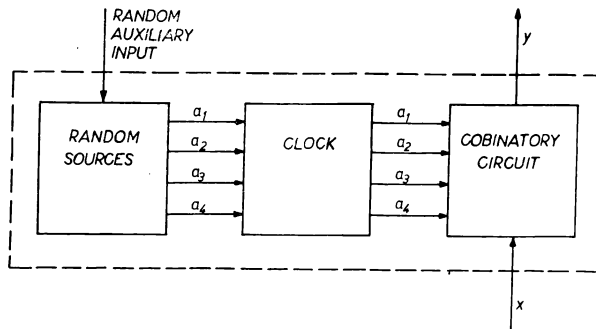 RANDOM
AUXILIARY
INPUT
y
RANDOM
SOURCES
a1
a2
a3
a4
CLOCK
a1
a2
a3
a4
COBINATORY
CIRCUIT
x